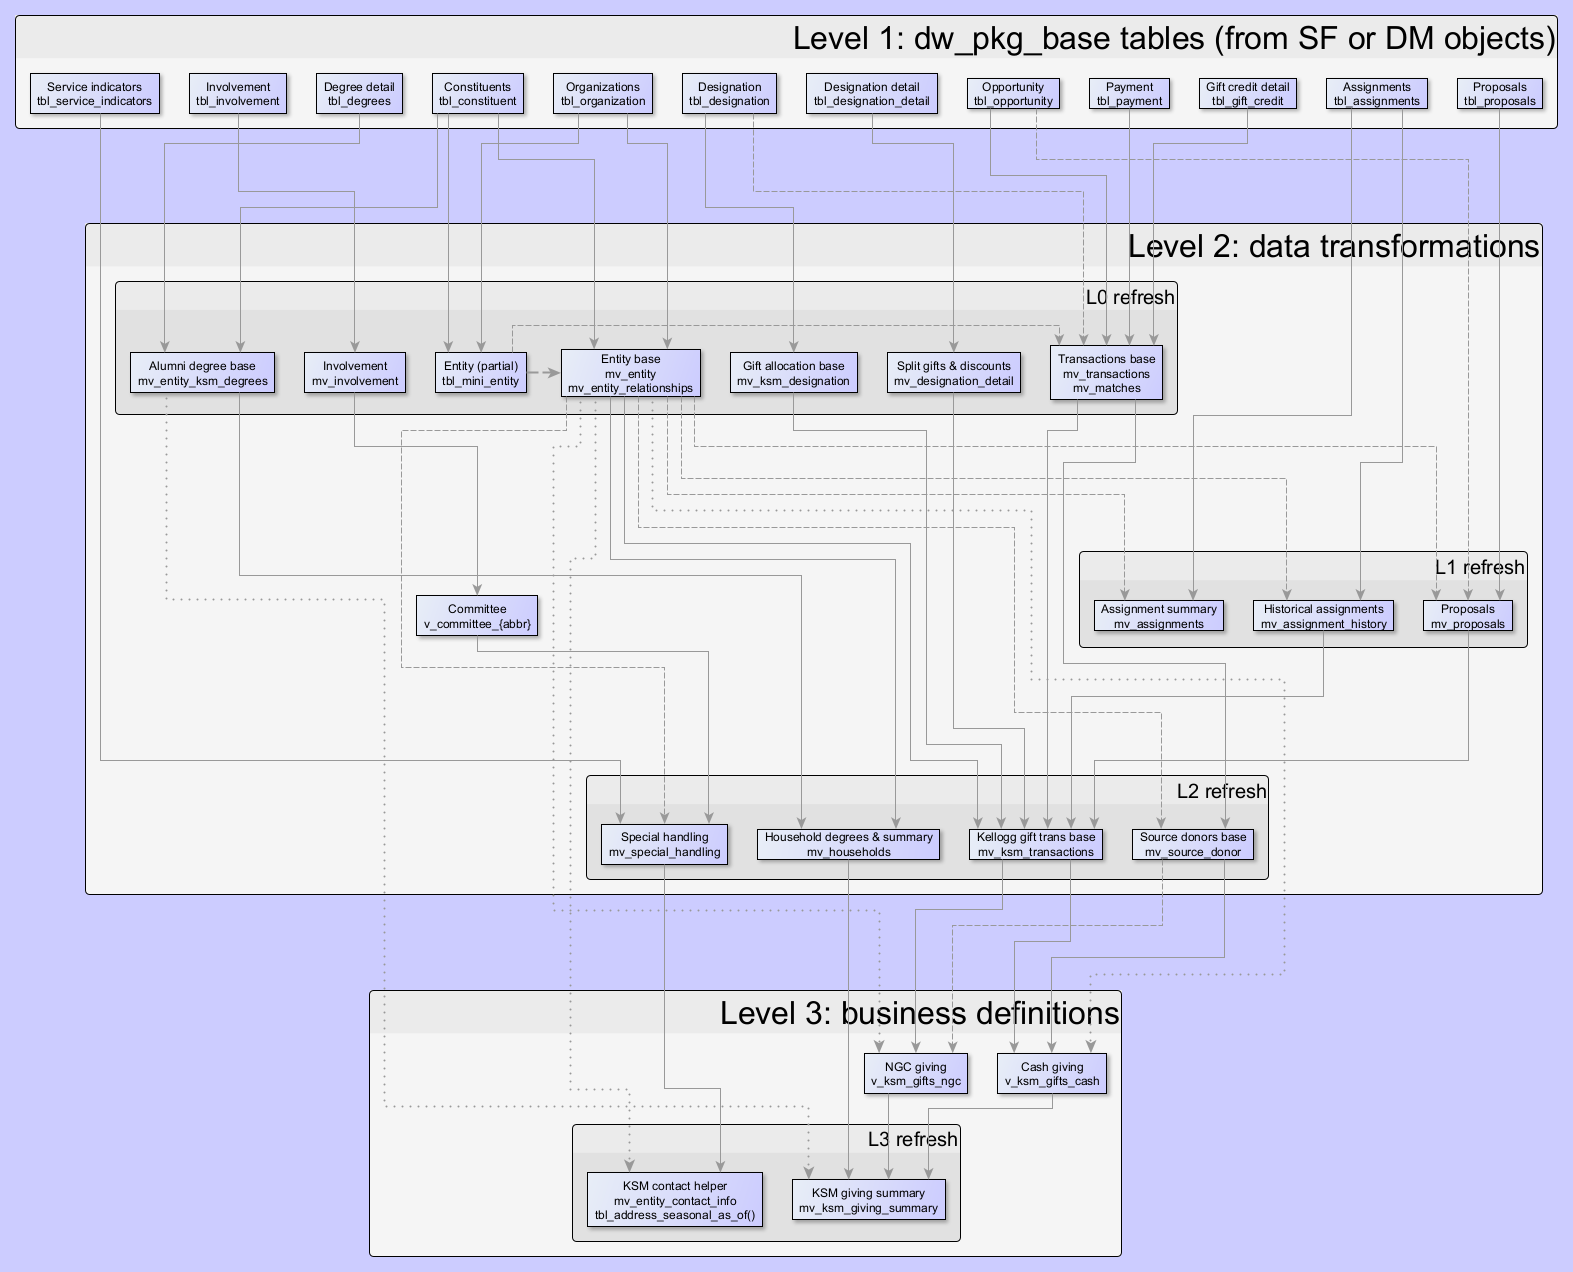 Level 1: dw_pkg_base tables (from SF or DM objects)
Service indicators
tbl_service_indicators
Involvement
tbl_involvement
Degree detail
tbl_degrees
Constituents
tbl_constituent
Organizations
tbl_organization
Designation
tbl_designation
Designation detail
tbl_designation_detail
Opportunity
tbl_opportunity
Payment
tbl_payment
Gift credit detail
tbl_gift_credit
Assignments
tbl_assignments
Proposals
tbl_proposals
Level 2: data transformations
L0 refresh
Alumni degree base
mv_entity_ksm_degrees
Involvement
mv_involvement
Entity (partial)
tbl_mini_entity
Entity base
mv_entity
mv_entity_relationships
Gift allocation base
mv_ksm_designation
Split gifts & discounts
mv_designation_detail
Transactions base
mv_transactions
mv_matches
L1 refresh
Committee
v_committee_{abbr}
Assignment summary
mv_assignments
Historical assignments
mv_assignment_history
Proposals
mv_proposals
L2 refresh
Special handling
mv_special_handling
Household degrees & summary
mv_households
Kellogg gift trans base
mv_ksm_transactions
Source donors base
mv_source_donor
Level 3: business definitions
NGC giving
v_ksm_gifts_ngc
Cash giving
v_ksm_gifts_cash
L3 refresh
KSM contact helper
mv_entity_contact_info
tbl_address_seasonal_as_of()
KSM giving summary
mv_ksm_giving_summary